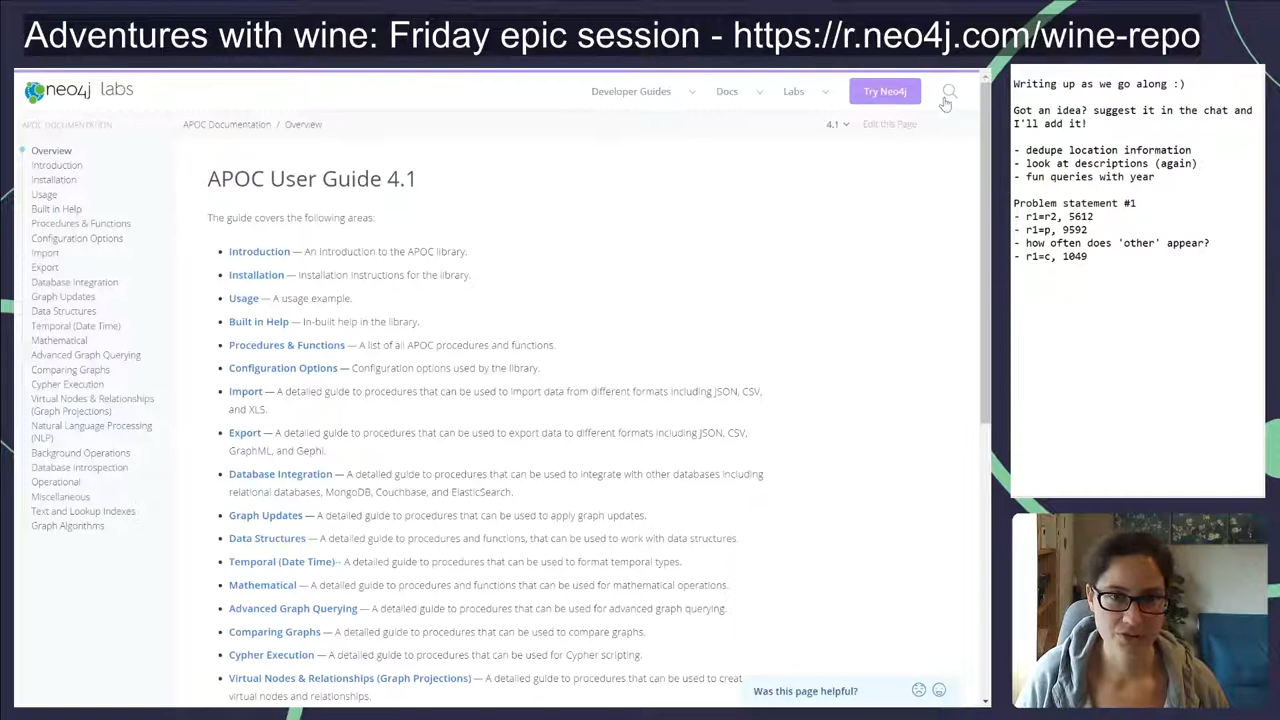 Adventures with wine: Friday epic session - https://r.neo4j.com/wine-repo
neo4j labs
Developer Guides
Docs
Labs
Try Neo4j
APOC DOCUMENTATION
APOC Documentation / Overview
4.1
Edit this Page
Overview
Introduction
Installation
Usage
Built in Help
Procedures & Functions
Configuration Options
Import
Export
Database Integration
Graph Updates
Data Structures
Temporal (Date Time)
Mathematical
Advanced Graph Querying
Comparing Graphs
Cypher Execution
Virtual Nodes & Relationships
(Graph Projections)
Natural Language Processing
(NLP)
Background Operations
Database Introspection
Operational
Miscellaneous
Text and Lookup Indexes
Graph Algorithms
APOC User Guide 4.1
The guide covers the following areas:
Introduction — An Introduction to the APOC library.
Installation — Installation Instructions for the library.
Usage — A usage example.
Built in Help — In-built help in the library.
Procedures & Functions — A list of all APOC procedures and functions.
Configuration Options — Configuration options used by the library.
Import — A detailed guide to procedures that can be used to import data from different formats including JSON, CSV,
and XLS.
Export — A detailed guide to procedures that can be used to export data to different formats including JSON, CSV,
GraphML, and Gephi.
Database Integration — A detailed guide to procedures that can be used to integrate with other databases including
relational databases, MongoDB, Couchbase, and ElasticSearch.
Graph Updates — A detailed guide to procedures that can be used to apply graph updates.
Data Structures — A detailed guide to procedures and functions, that can be used to work with data structures.
Temporal (Date Time)-- A detailed guide to procedures that can be used to format temporal types.
Mathematical — A detailed guide to procedures and functions that can be used for mathematical operations.
Advanced Graph Querying — A detailed guide to procedures that can be used for advanced graph querying.
Comparing Graphs — A detailed guide to procedures that can be used to compare graphs.
Cypher Execution — A detailed guide to procedures that can be used for Cypher scripting.
Virtual Nodes & Relationships (Graph Projections) — A detailed guide to procedures that can be used to
virtual nodes and relationships.
Was this page helpful?
Writing up as we go along :)
Got an idea? suggest it in the chat and
I'll add it!
- dedupe location information
- look at descriptions (again)
- fun queries with year
Problem statement #1
- r1=r2, 5612
- r1=p, 9592
- how often does 'other' appear?
- r1=c, 1049